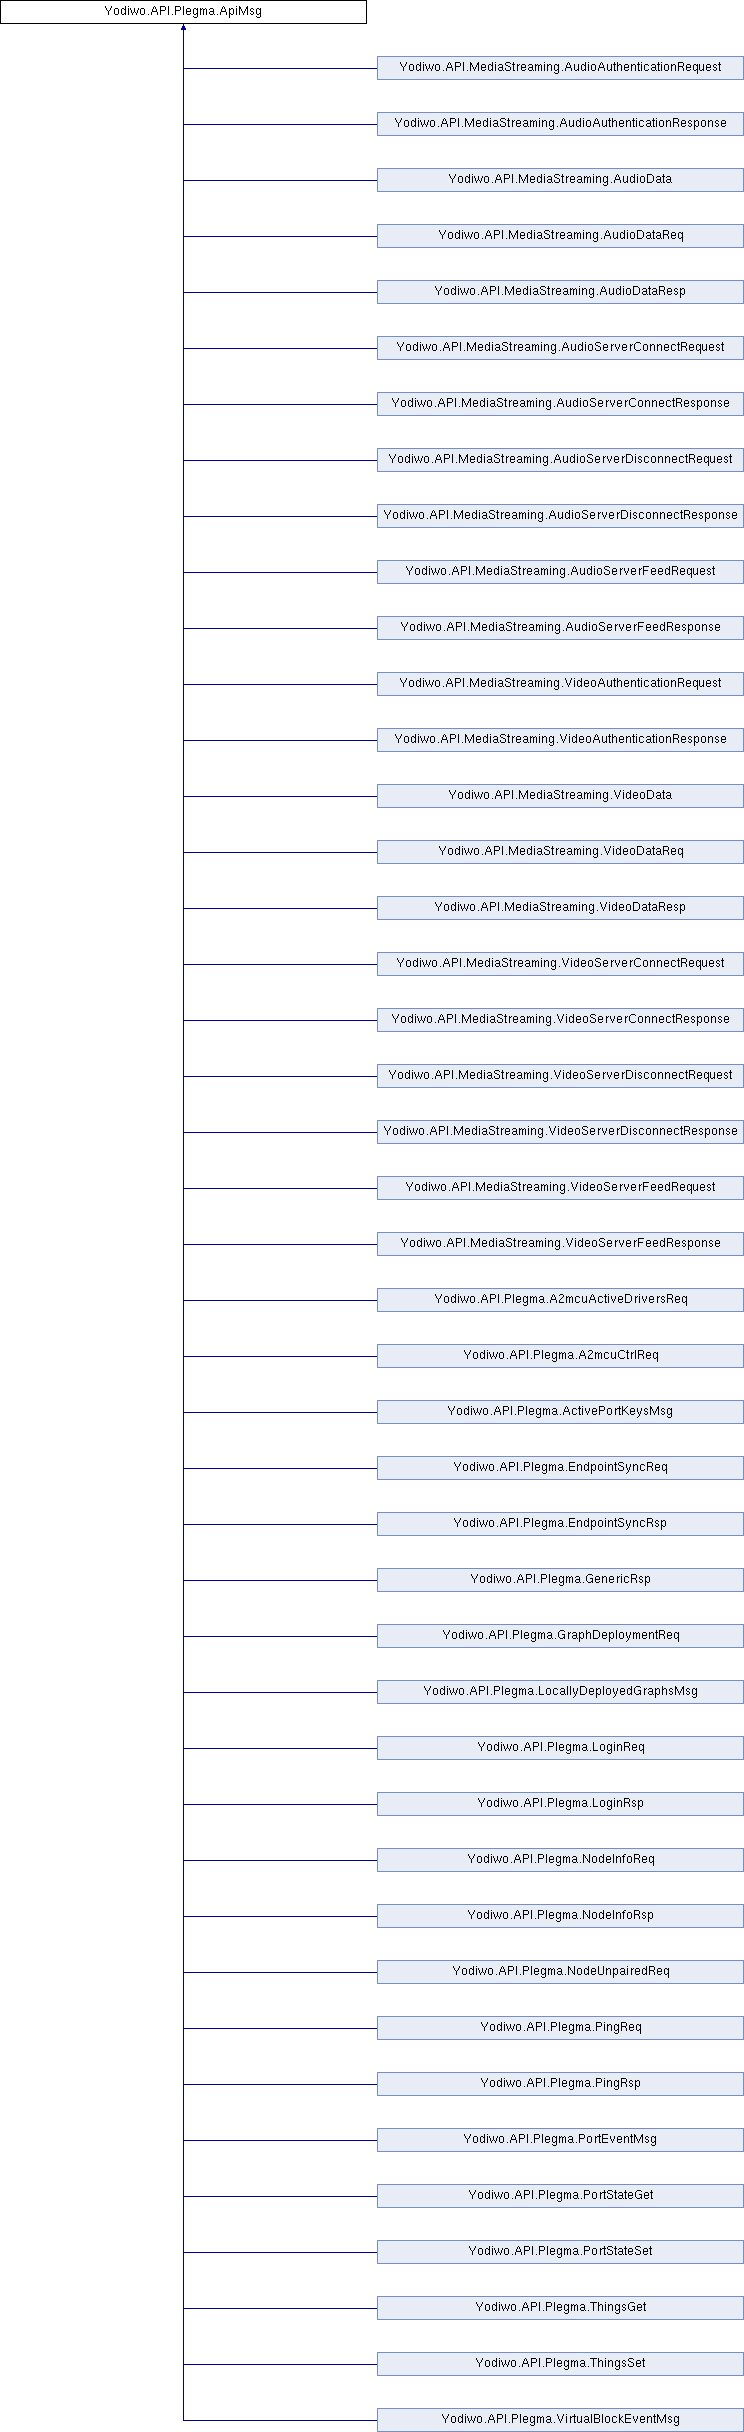 Yodiwo.API.Plegma.ApiMsg
Yodiwo.API.MediaStreaming.AudioAuthenticationRequest
Yodiwo.API.MediaStreaming.AudioAuthenticationResponse
Yodiwo.API.MediaStreaming.AudioData
Yodiwo.API.MediaStreaming.AudioDataReq
Yodiwo.API.MediaStreaming.AudioDataResp
Yodiwo.API.MediaStreaming.AudioServerConnectRequest
Yodiwo.API.MediaStreaming.AudioServerConnectResponse
Yodiwo.API.MediaStreaming.AudioServerDisconnectRequest
Yodiwo.API.MediaStreaming.AudioServerDisconnectResponse
Yodiwo.API.MediaStreaming.AudioServerFeedRequest
Yodiwo.API.MediaStreaming.AudioServerFeedResponse
Yodiwo.API.MediaStreaming.VideoAuthenticationRequest
Yodiwo.API.MediaStreaming.VideoAuthenticationResponse
Yodiwo.API.MediaStreaming.VideoData
Yodiwo.API.MediaStreaming.VideoDataReq
Yodiwo.API.MediaStreaming.VideoDataResp
Yodiwo.API.MediaStreaming.VideoServerConnectRequest
Yodiwo.API.MediaStreaming.VideoServerConnectResponse
Yodiwo.API.MediaStreaming.VideoServerDisconnectRequest
Yodiwo.API.MediaStreaming.VideoServerDisconnectResponse
Yodiwo.API.MediaStreaming.VideoServerFeedRequest
Yodiwo.API.MediaStreaming.VideoServerFeedResponse
Yodiwo.API.Plegma.A2mcuActiveDriversReq
Yodiwo.API.Plegma.A2mcuCtrlReq
Yodiwo.API.Plegma.ActivePortKeysMsg
Yodiwo.API.Plegma.EndpointSyncReq
Yodiwo.API.Plegma.EndpointSyncRsp
Yodiwo.API.Plegma.GenericRsp
Yodiwo.API.Plegma.GraphDeploymentReq
Yodiwo.API.Plegma.LocallyDeployedGraphsMsg
Yodiwo.API.Plegma.LoginReq
Yodiwo.API.Plegma.LoginRsp
Yodiwo.API.Plegma.NodeInfoReq
Yodiwo.API.Plegma.NodeInfoRsp
Yodiwo.API.Plegma.NodeUnpairedReq
Yodiwo.API.Plegma.PingReq
Yodiwo.API.Plegma.PingRsp
Yodiwo.API.Plegma.PortEventMsg
Yodiwo.API.Plegma.PortStateGet
Yodiwo.API.Plegma.PortStateSet
Yodiwo.API.Plegma.ThingsGet
Yodiwo.API.Plegma.ThingsSet
Yodiwo.API.Plegma.VirtualBlockEventMsg